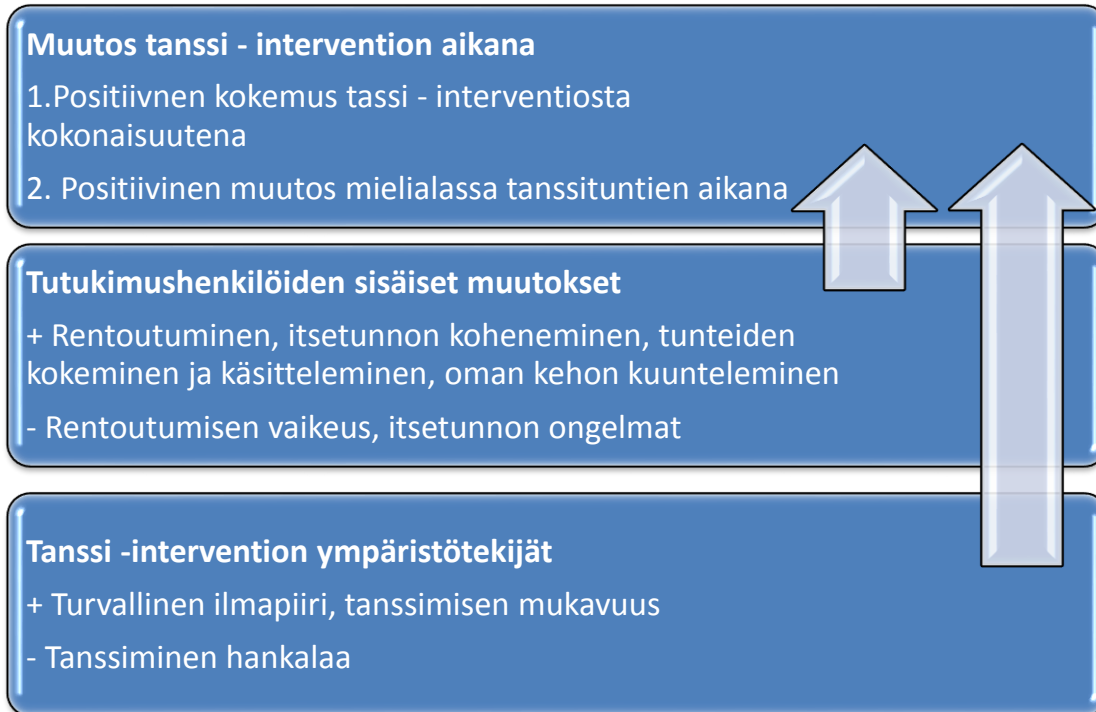 Muutos tanssi - intervention aikana
1.Positiivnen kokemus tassi - interventiosta
kokonaisuutena
2. Positiivinen muutos mielialassa tanssituntien aikana
Tutukimushenkilöiden sisäiset muutokset
+ Rentoutuminen, itsetunnon koheneminen, tunteiden
kokeminen ja käsitteleminen, oman kehon kuunteleminen
- Rentoutumisen vaikeus, itsetunnon ongelmat
Tanssi -intervention ympäristötekijät
+ Turvallinen ilmapiiri, tanssimisen mukavuus
- Tanssiminen hankalaa